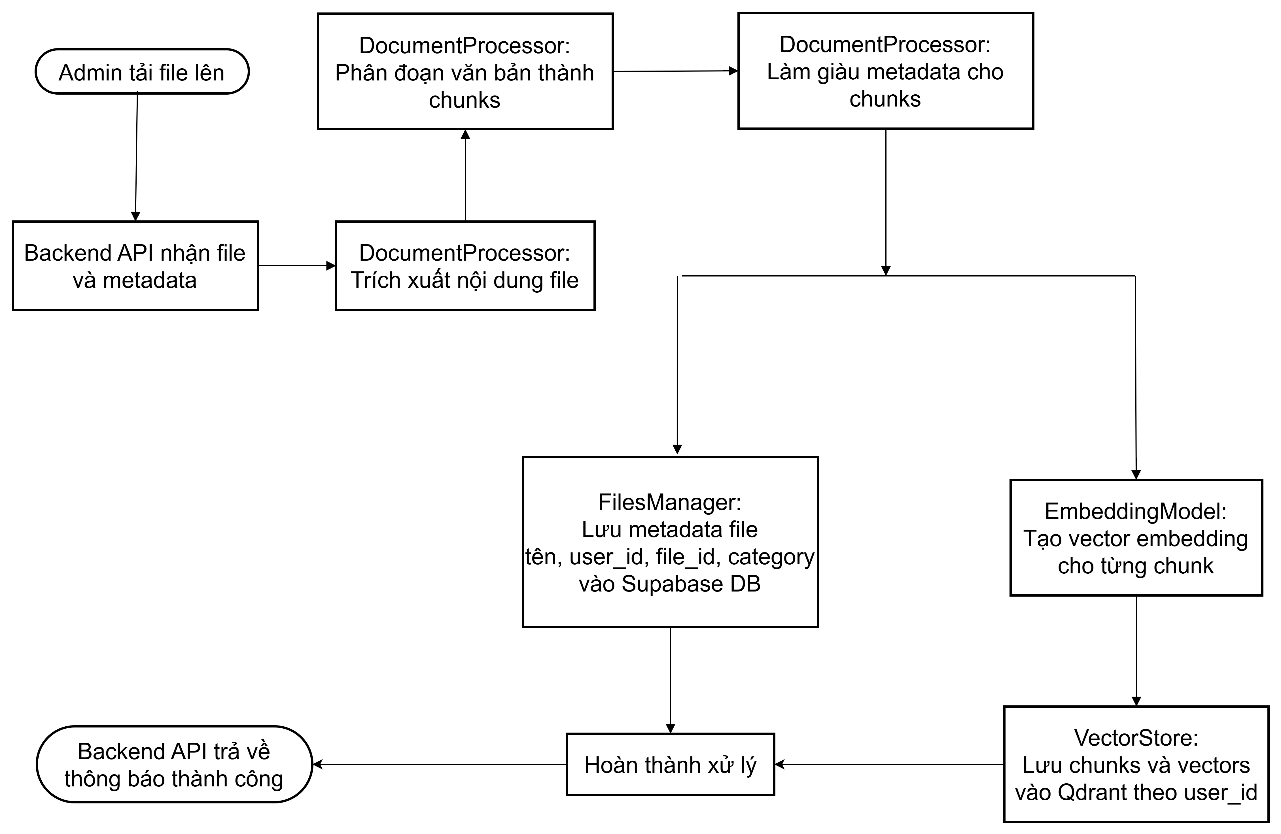 Admin tải file lên
Backend API nhận file
và metadata
DocumentProcessor:
Trích xuất nội dung file
DocumentProcessor:
Phân đoạn văn bản thành
chunks
DocumentProcessor:
Làm giàu metadata cho
chunks
FilesManager:
Lưu metadata file
tên, user_id, file_id, category
vào Supabase DB
EmbeddingModel:
Tạo vector embedding
cho từng chunk
VectorStore:
Lưu chunks và vectors
vào Qdrant theo user_id
Hoàn thành xử lý
Backend API trả về
thông báo thành công